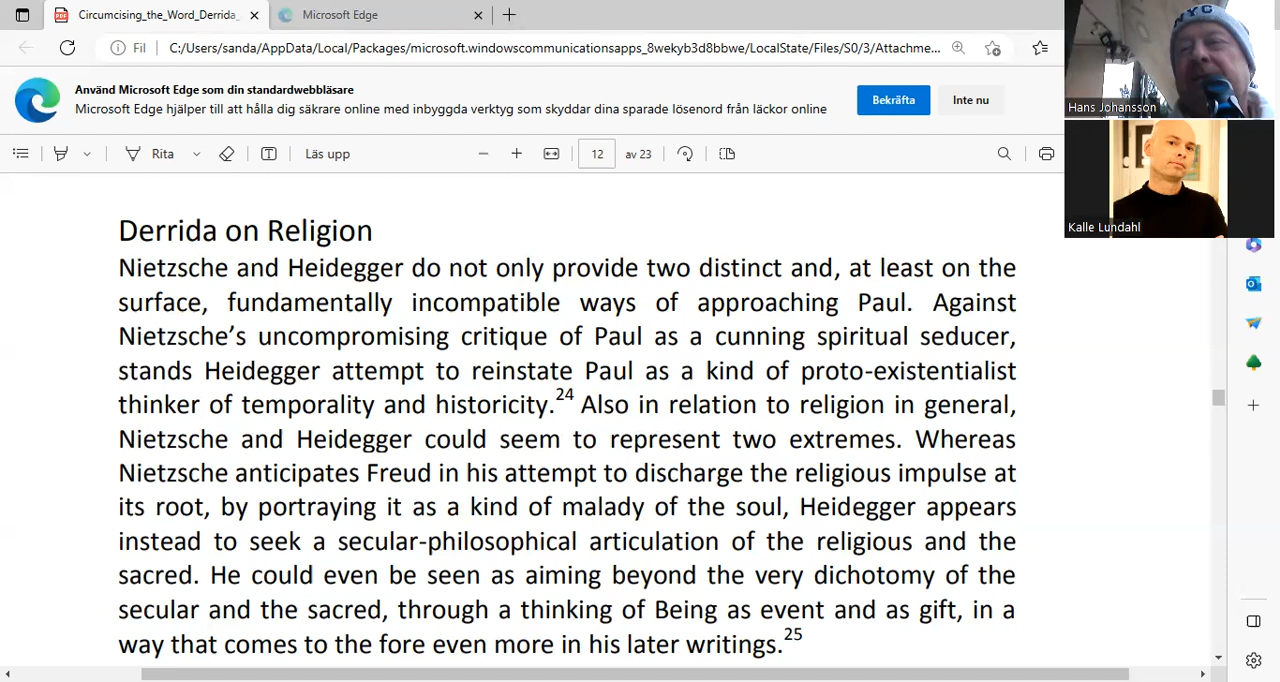 Circumcising_the_Word_Derrida_
Microsoft Edge
Fil
C:/Users/sanda/AppData/Local/Packages/microsoft.windowscommunicationsapps_8wekyb3d8bbwe/LocalState/Files/S0/3/Attachme...
Använd Microsoft Edge som din standardwebbläsare
Microsoft Edge hjälper till att hålla dig säkrare online med inbyggda verktyg som skyddar dina sparade lösenord från läckor online
Bekräfta
Inte nu
Rita
Läs upp
12
av 23
NYC
Hans Johansson
Kalle Lundahl
Derrida on Religion
Nietzsche and Heidegger do not only provide two distinct and, at least on the
surface, fundamentally incompatible ways of approaching Paul. Against
Nietzsche’s uncompromising critique of Paul as a cunning spiritual seducer,
stands Heidegger attempt to reinstate Paul as a kind of proto-existentialist
thinker of temporality and historicity.24 Also in relation to religion in general,
Nietzsche and Heidegger could seem to represent two extremes. Whereas
Nietzsche anticipates Freud in his attempt to discharge the religious impulse at
its root, by portraying it as a kind of malady of the soul, Heidegger appears
instead to seek a secular-philosophical articulation of the religious and the
sacred. He could even be seen as aiming beyond the very dichotomy of the
secular and the sacred, through a thinking of Being as event and as gift, in a
way that comes to the fore even more in his later writings.25